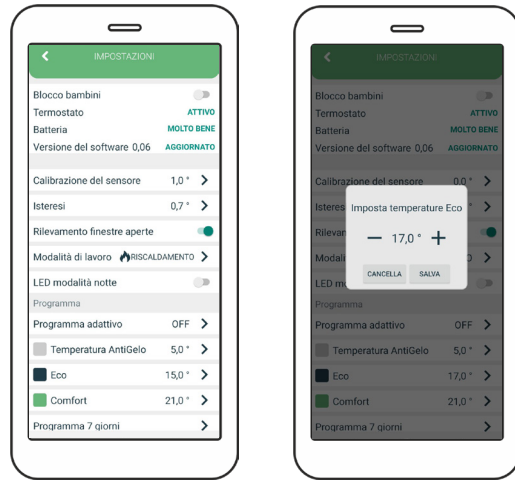 IMPOSTAZIONI
Blocco bambini
Termostato ATTIVO
Batteria MOLTO BENE
Versione del software 0,06 AGGIORNATO
Calibrazione del sensore 1,0 °
Isteresi 0,7 °
Rilevamento finestre aperte
Modalità di lavoro RISCALDAMENTO
LED modalità notte
Programma
Programma adattivo OFF
Temperatura AntiGelo 5,0 °
Eco 15,0 °
Comfort 21,0 °
Programma 7 giorni
IMPOSTAZIONI
Blocco bambini
Termostato ATTIVO
Batteria MOLTO BENE
Versione del software 0,06 AGGIORNATO
Calibrazione del sensore 0,0 °
Imposta temperature Eco
17,0 °
CANCELLA SALVA
Programma
Programma adattivo OFF
Temperatura AntiGelo 5,0 °
Eco 17,0 °
Comfort 21,0 °
Programma 7 giorni